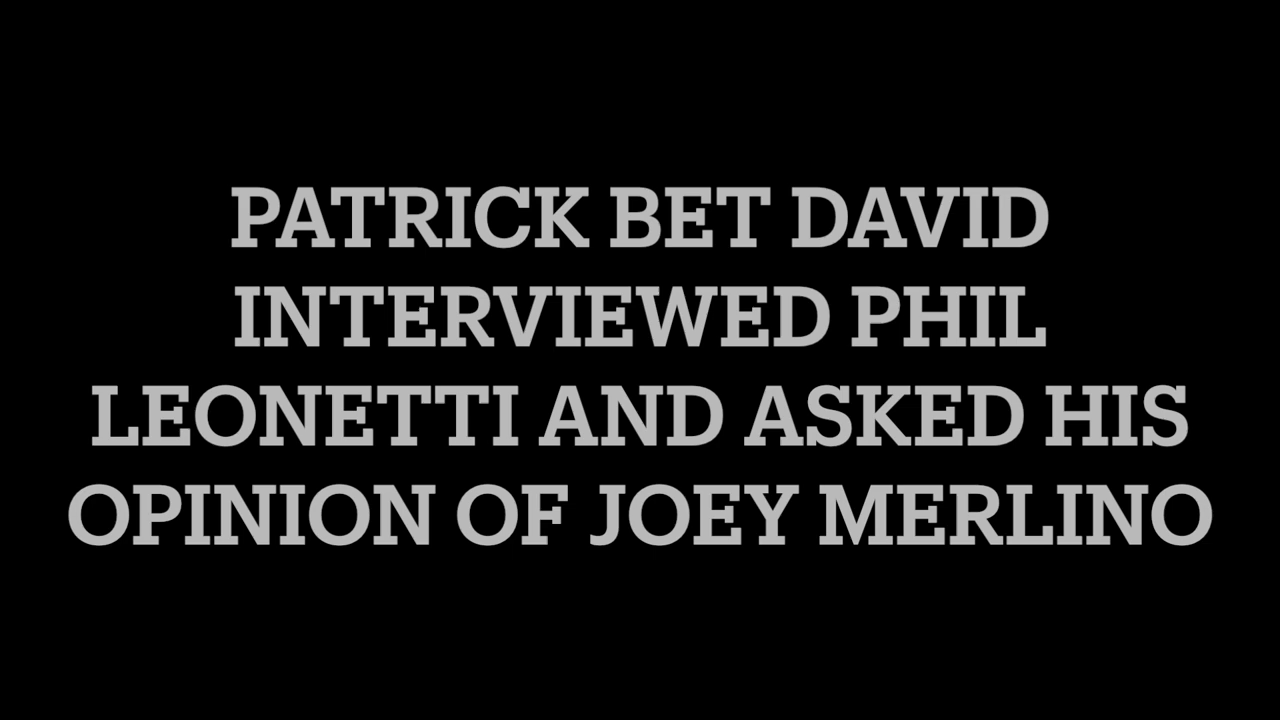 PATRICK BET DAVID
INTERVIEWED PHIL
LEONETTI AND ASKED HIS
OPINION OF JOEY MERLINO